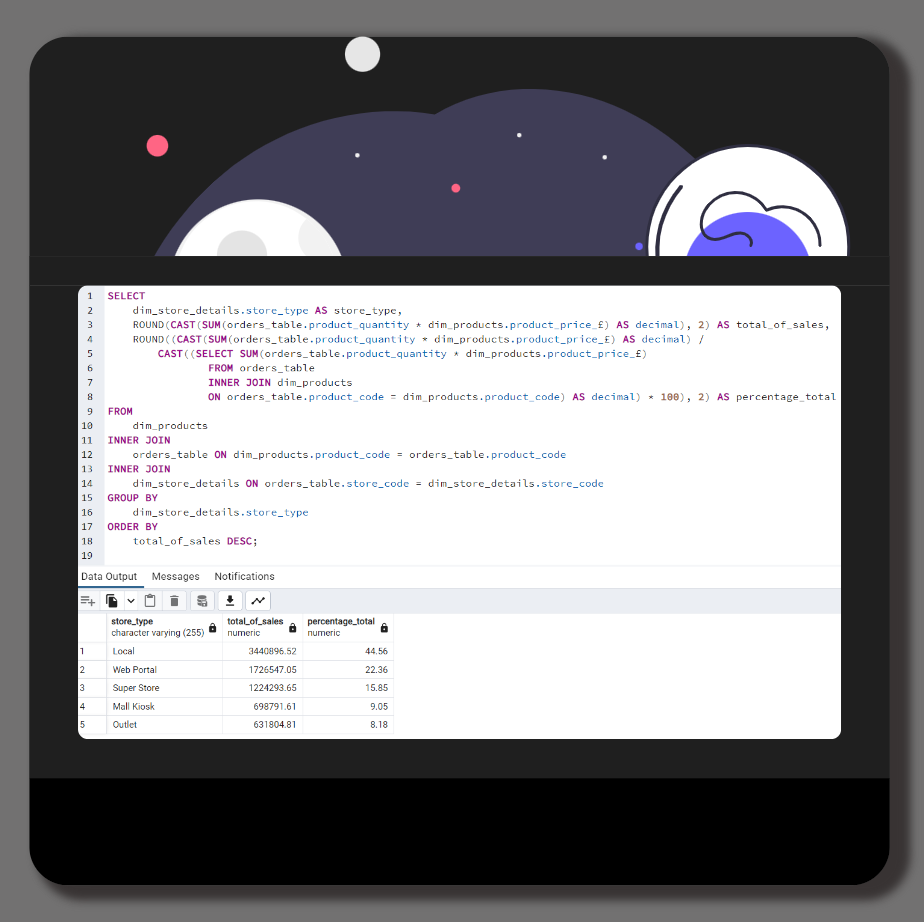 1 SELECT
2 dim_store_details.store_type AS store_type,
3 ROUND(CAST(SUM(orders_table.product_quantity * dim_products.product_price_£) AS decimal), 2) AS total_of_sales,
4 ROUND((CAST(SUM(orders_table.product_quantity * dim_products.product_price_£) AS decimal) /
5 CAST((SELECT SUM(orders_table.product_quantity * dim_products.product_price_£)
6 FROM orders_table
7 INNER JOIN dim_products
8 ON orders_table.product_code = dim_products.product_code) AS decimal) * 100), 2) AS percentage_total
9 FROM
10 dim_products
11 INNER JOIN
12 orders_table ON dim_products.product_code = orders_table.product_code
13 INNER JOIN
14 dim_store_details ON orders_table.store_code = dim_store_details.store_code
15 GROUP BY
16 dim_store_details.store_type
17 ORDER BY
18 total_of_sales DESC;
19
Data Output Messages Notifications
store_type total_of_sales percentage_total
character varying (255) numeric numeric
1 Local 3440896.52 44.56
2 Web Portal 1726547.05 22.36
3 Super Store 1224293.65 15.85
4 Mall Kiosk 698791.61 9.05
5 Outlet 631804.81 8.18